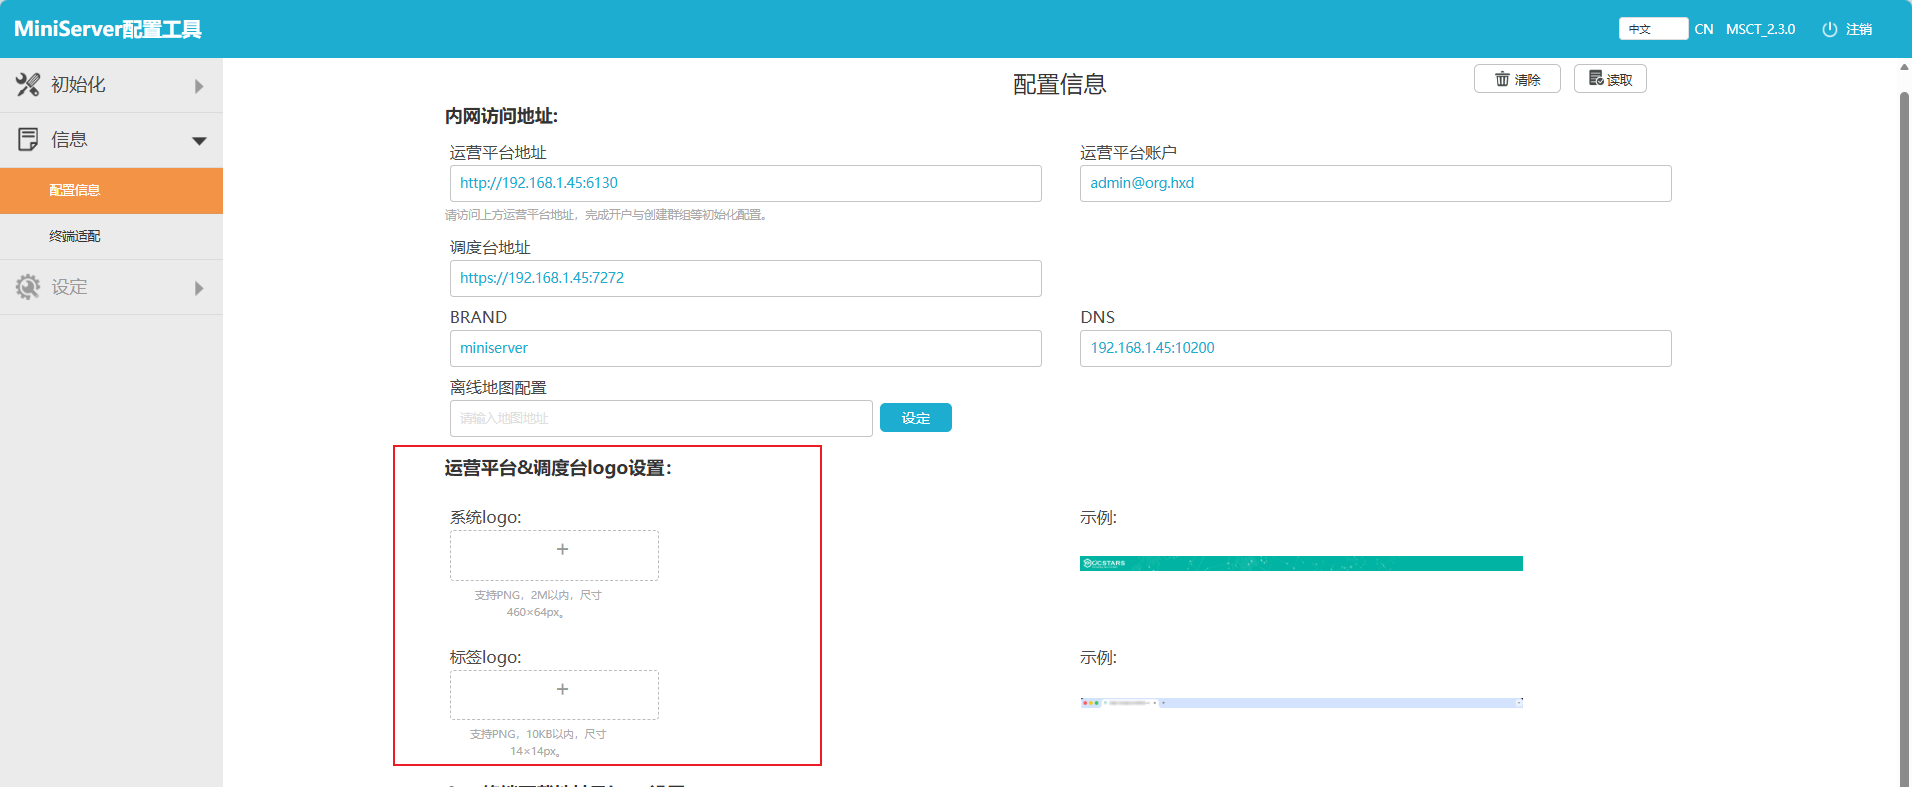 MiniServer配置工具
中文 CN MSCT_2.3.0 注销
初始化
信息
配置信息
终端适配
设定
配置信息
清除 读取
内网访问地址:
运营平台地址 运营平台账户
http://192.168.1.45:6130 admin@org.hxd
请访问上方运营平台地址，完成开户与创建群组等初始化配置。
调度台地址
https://192.168.1.45:7272
BRAND DNS
miniserver 192.168.1.45:10200
离线地图配置
请输入地图地址 设定
运营平台&调度台logo设置：
系统logo: 示例:
+
支持PNG，2M以内，尺寸
460×64px。
标签logo: 示例:
+
支持PNG，10KB以内，尺寸
14×14px。